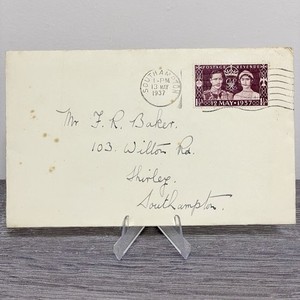 SOUTHAMPTON
1-PM
13 MAY
1937
POSTAGE REVENUE
12 MAY 1937
Mr. F. R. Baker.
103. Wilton Rd.
Shirley.
Southampton.